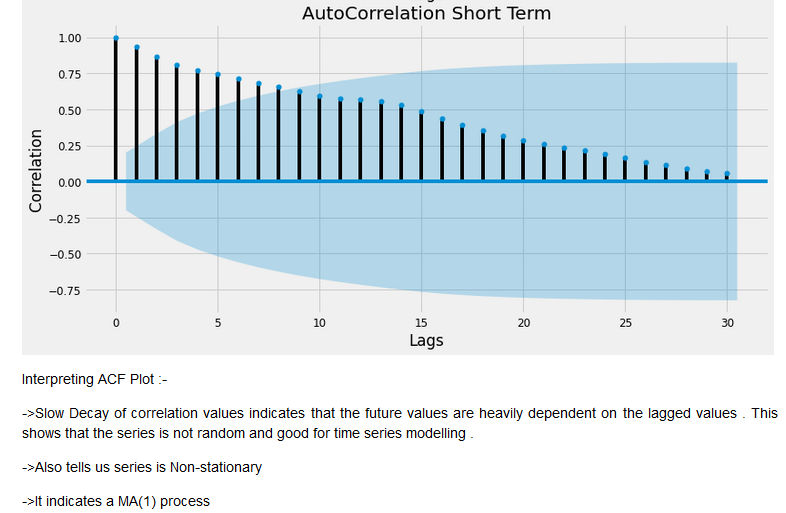 AutoCorrelation Short Term
1.00
0.75
0.50
0.25
0.00
−0.25
−0.50
−0.75
Correlation
0 5 10 15 20 25 30
Lags
Interpreting ACF Plot :-
->Slow Decay of correlation values indicates that the future values are heavily dependent on the lagged values . This
shows that the series is not random and good for time series modelling .
->Also tells us series is Non-stationary
->It indicates a MA(1) process